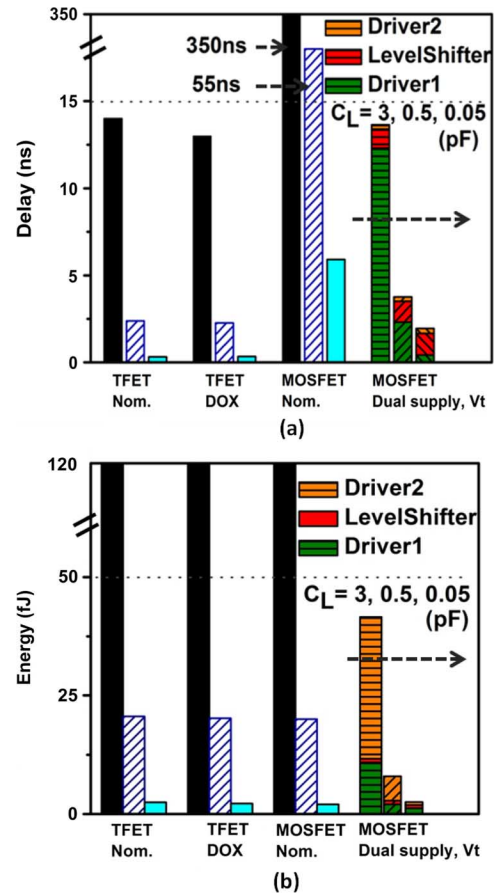 350
15
10
5
0
Delay (ns)
350ns
55ns
Driver2
LevelShifter
Driver1
C_L = 3, 0.5, 0.05
(pF)
TFET
Nom.
TFET
DOX
MOSFET
Nom.
MOSFET
Dual supply, Vt
(a)
120
50
25
0
Energy (fJ)
Driver2
LevelShifter
Driver1
C_L = 3, 0.5, 0.05
(pF)
TFET
Nom.
TFET
DOX
MOSFET
Nom.
MOSFET
Dual supply, Vt
(b)